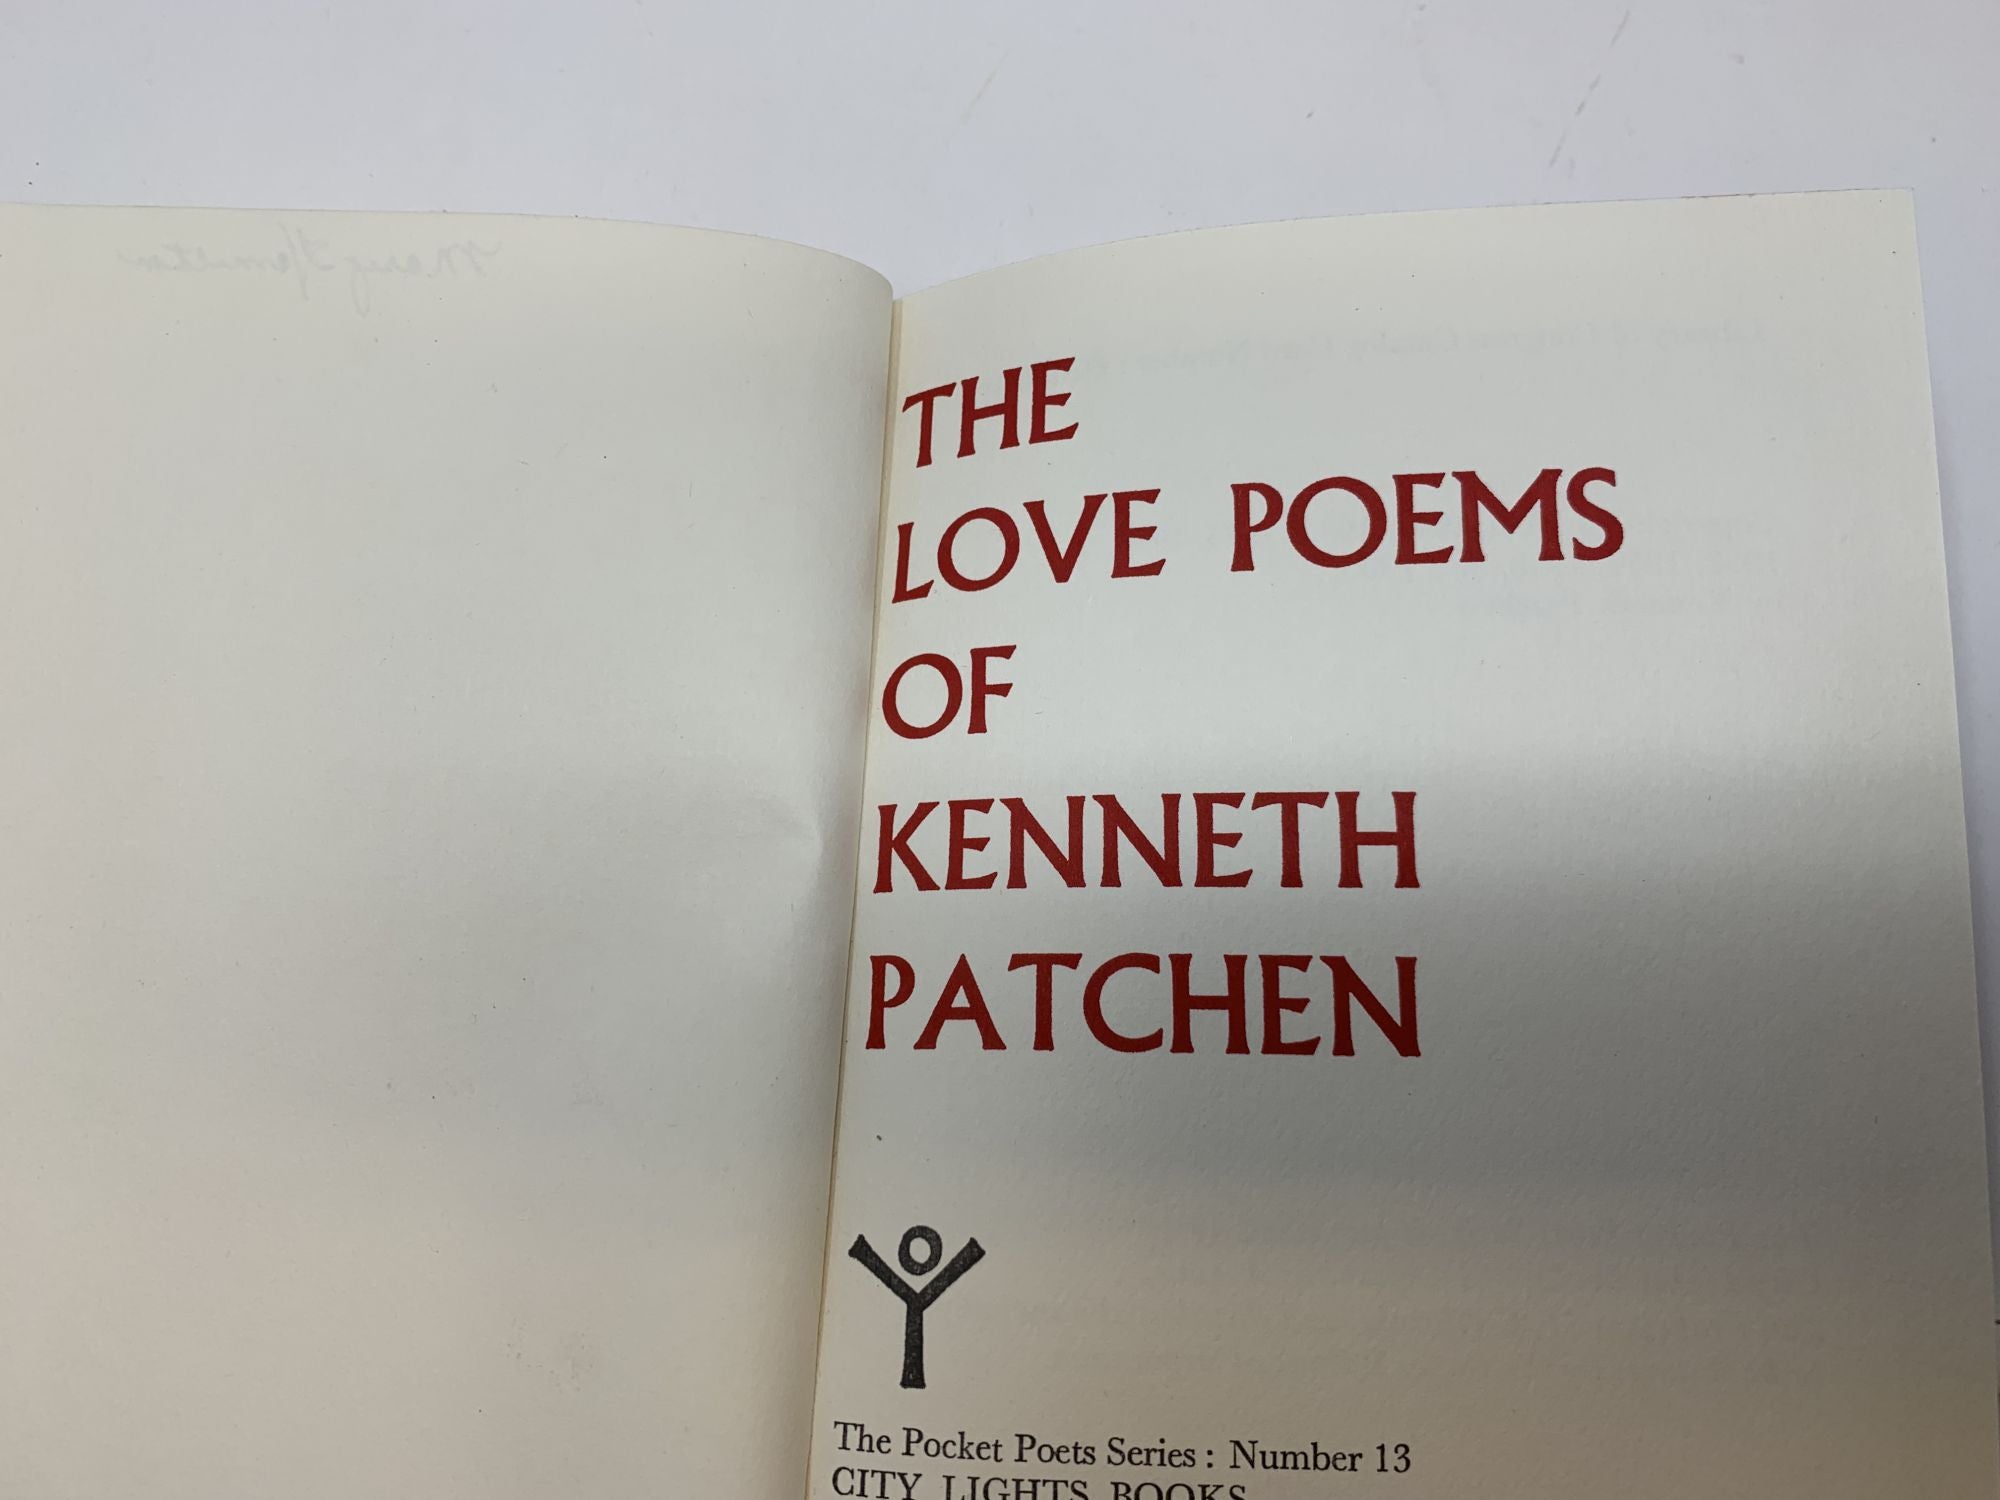 THE
LOVE POEMS
OF
KENNETH
PATCHEN
The Pocket Poets Series : Number 13
CITY LIGHTS BOOKS